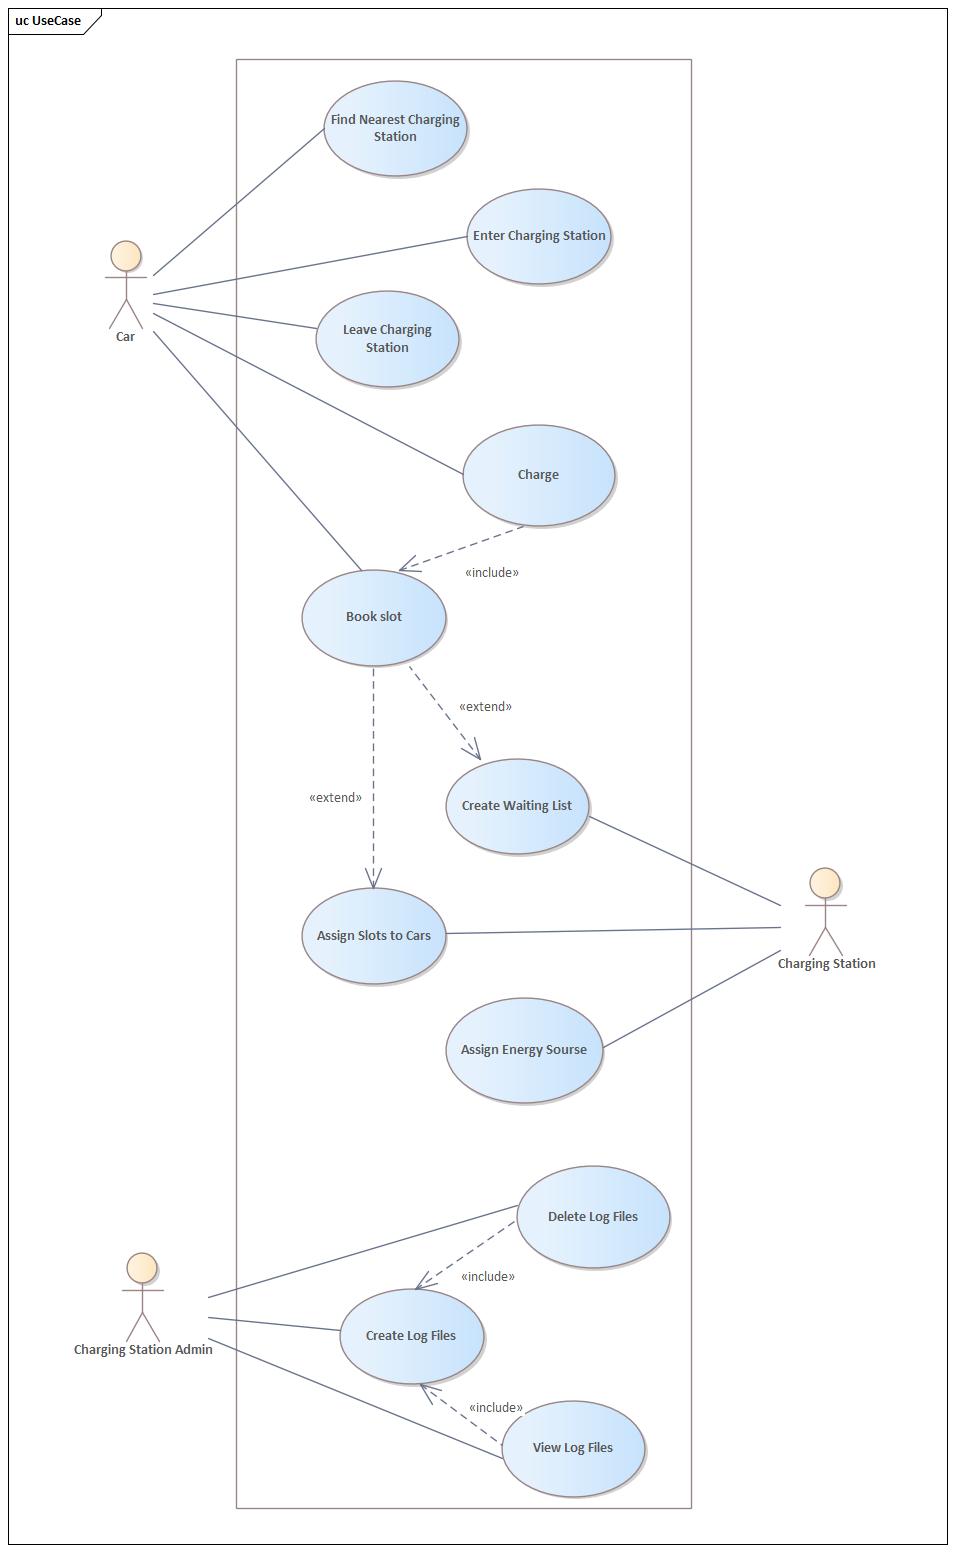 uc UseCase
Find Nearest Charging
Station
Enter Charging Station
Car
Leave Charging
Station
Charge
«include»
Book slot
«extend»
«extend»
Create Waiting List
Assign Slots to Cars
Charging Station
Assign Energy Sourse
Delete Log Files
«include»
Create Log Files
Charging Station Admin
«include»
View Log Files